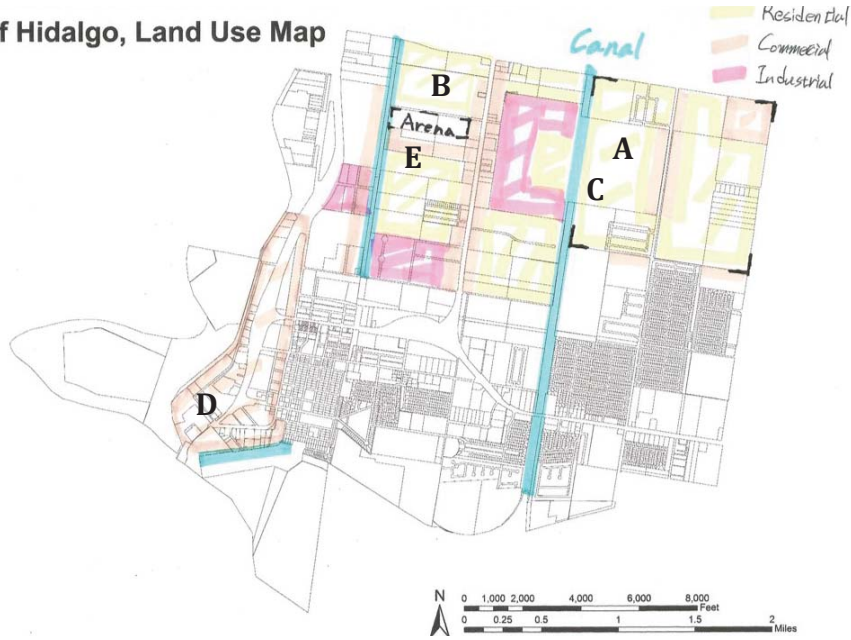 f Hidalgo, Land Use Map
Residential
Commecial
Industrial
Canal
B
Arena
E
A
C
D
N
0 1,000 2,000 4,000 6,000 8,000
Feet
0 0.25 0.5 1 1.5 2
Miles